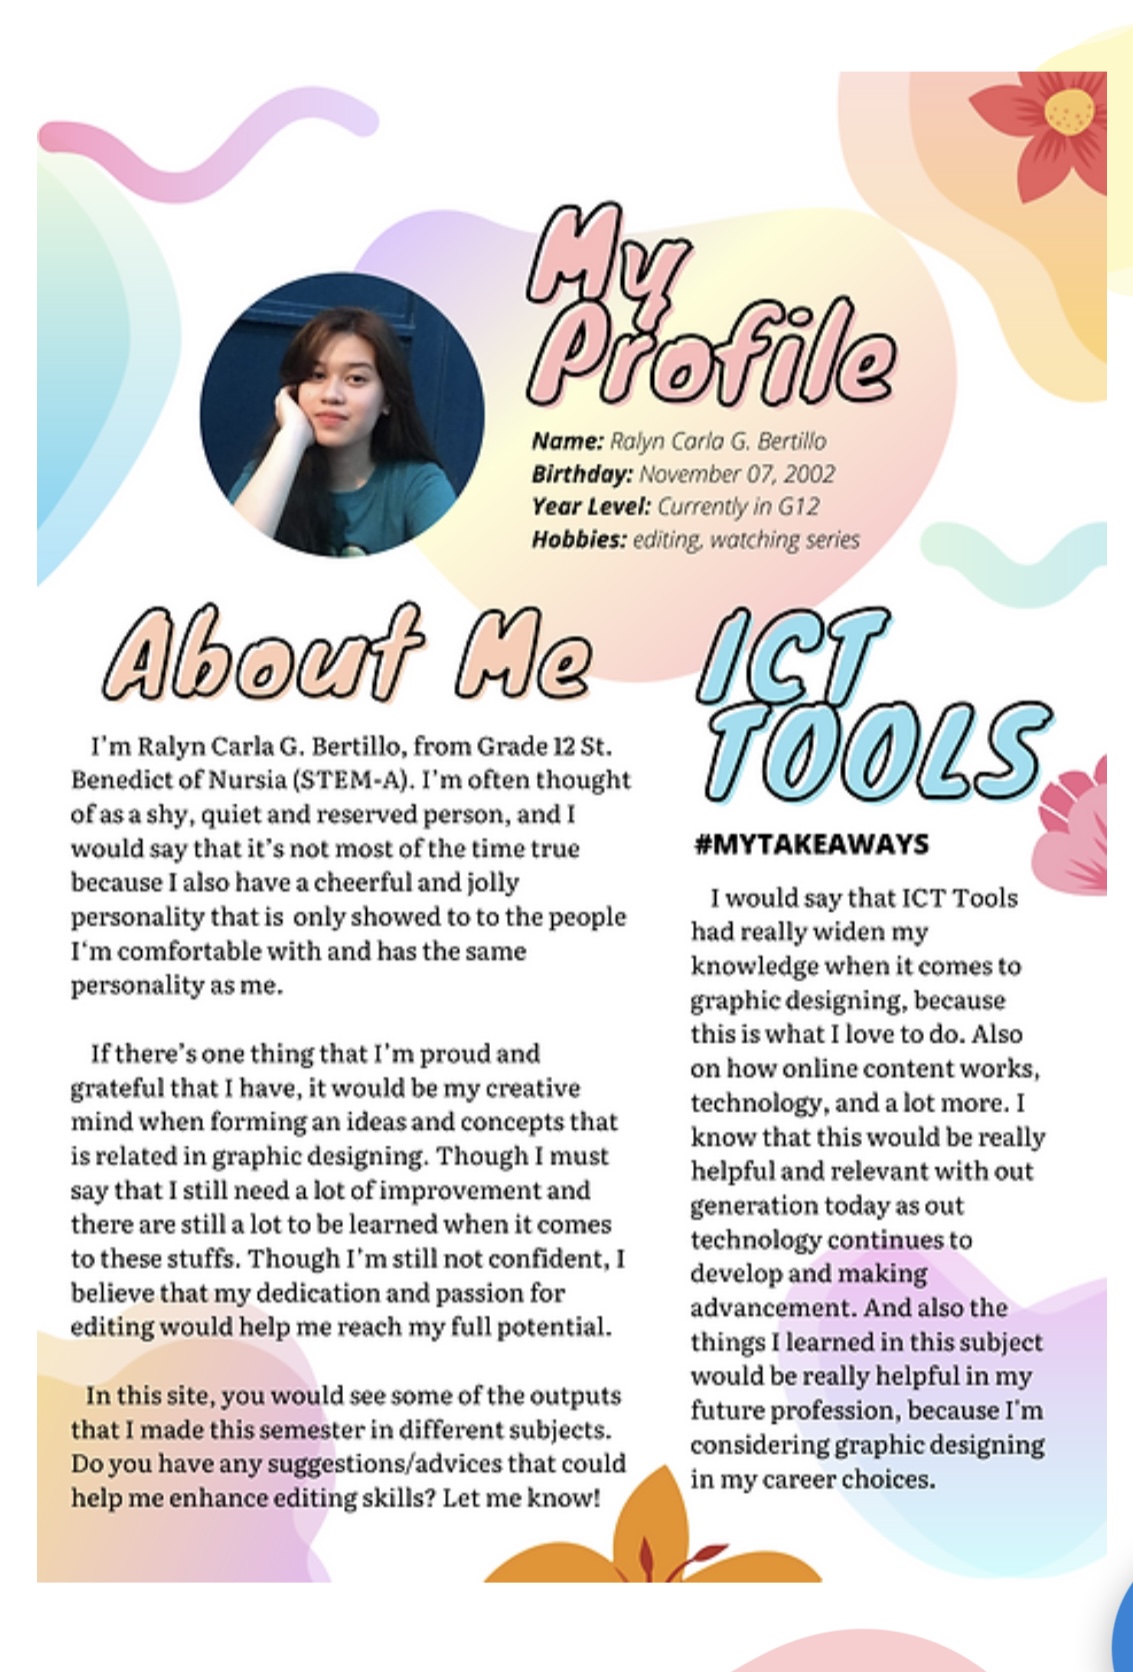 My
Profile
Name: Ralyn Carla G. Bertillo
Birthday: November 07, 2002
Year Level: Currently in G12
Hobbies: editing, watching series
About Me
I'm Ralyn Carla G. Bertillo, from Grade 12 St.
Benedict of Nursia (STEM-A). I'm often thought
of as a shy, quiet and reserved person, and I
would say that it's not most of the time true
because I also have a cheerful and jolly
personality that is only showed to to the people
I'm comfortable with and has the same
personality as me.
If there's one thing that I'm proud and
grateful that I have, it would be my creative
mind when forming an ideas and concepts that
is related in graphic designing. Though I must
say that I still need a lot of improvement and
there are still a lot to be learned when it comes
to these stuffs. Though I'm still not confident, I
believe that my dedication and passion for
editing would help me reach my full potential.
In this site, you would see some of the outputs
that I made this semester in different subjects.
Do you have any suggestions/advices that could
help me enhance editing skills? Let me know!
ICT
TOOLS
#MYTAKEAWAYS
I would say that ICT Tools
had really widen my
knowledge when it comes to
graphic designing, because
this is what I love to do. Also
on how online content works,
technology, and a lot more. I
know that this would be really
helpful and relevant with out
generation today as out
technology continues to
develop and making
advancement. And also the
things I learned in this subject
would be really helpful in my
future profession, because I'm
considering graphic designing
in my career choices.